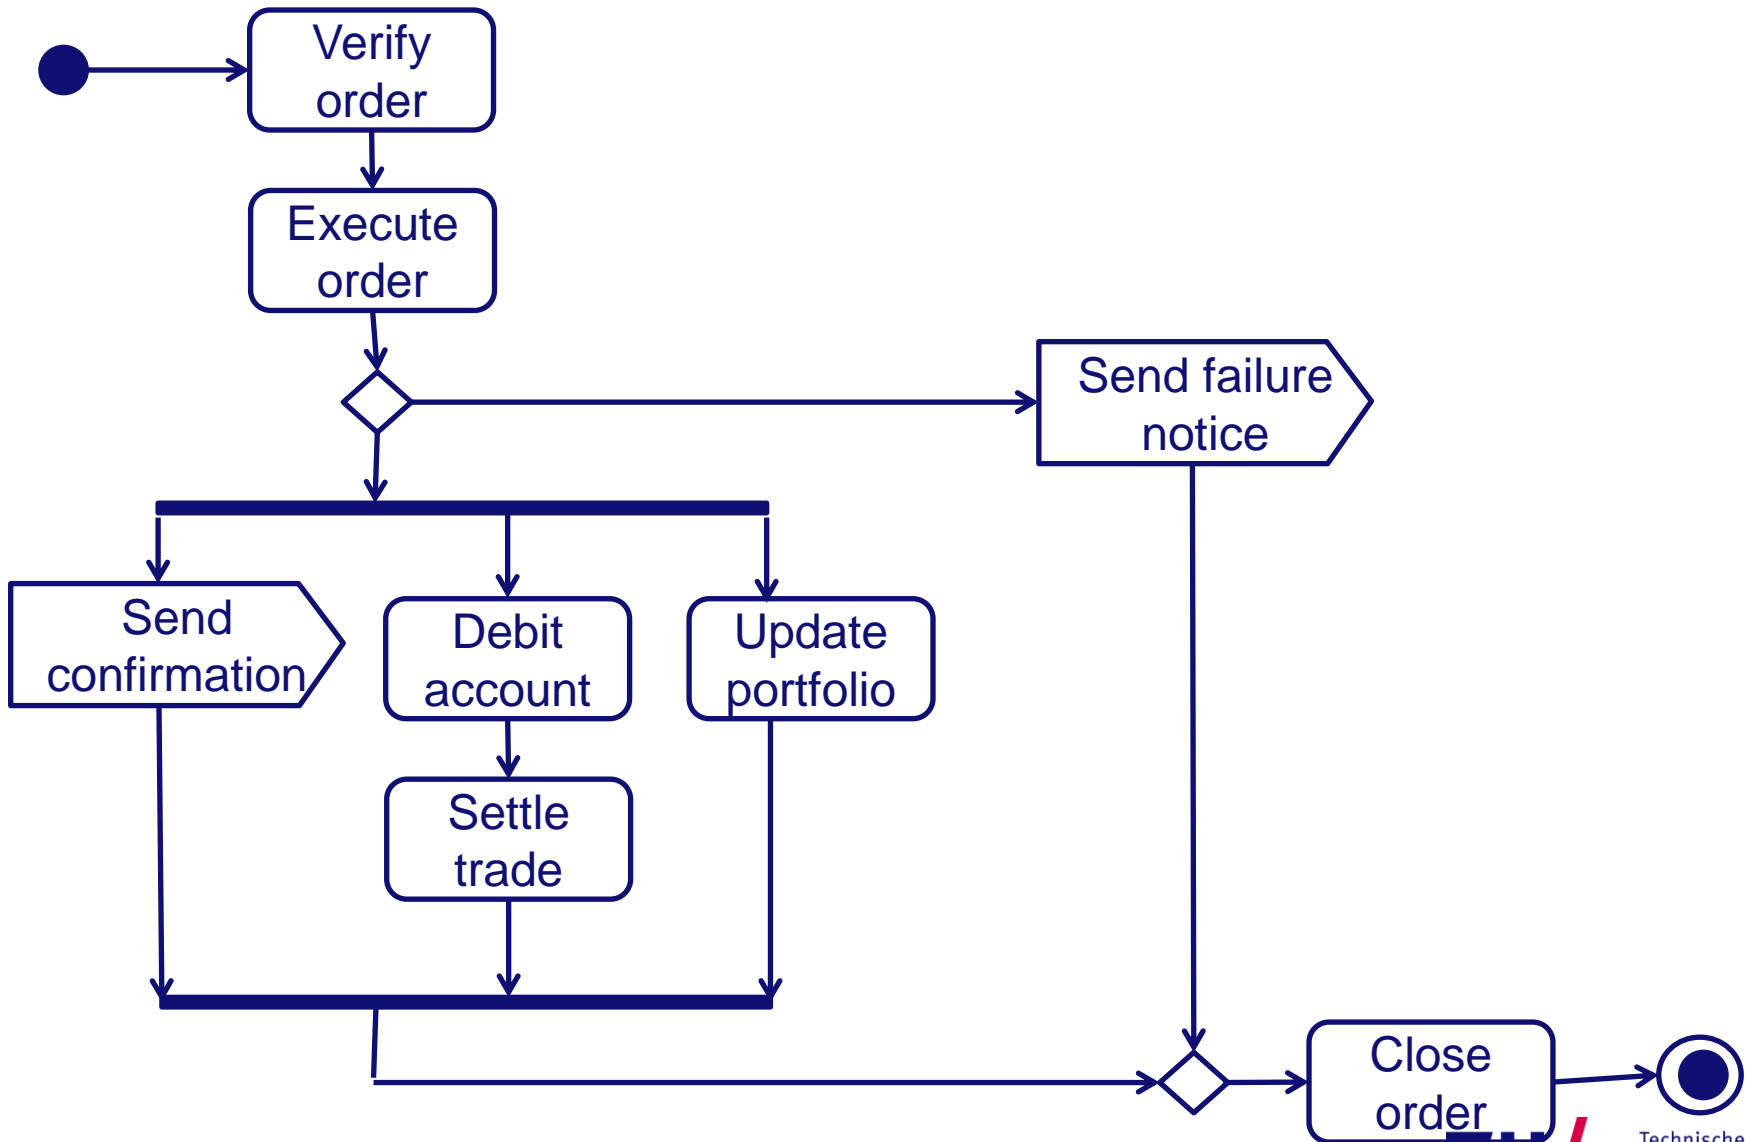 Verify
order
Execute
order
Send failure
notice
Send
confirmation
Debit
account
Update
portfolio
Settle
trade
Close
order
Technische